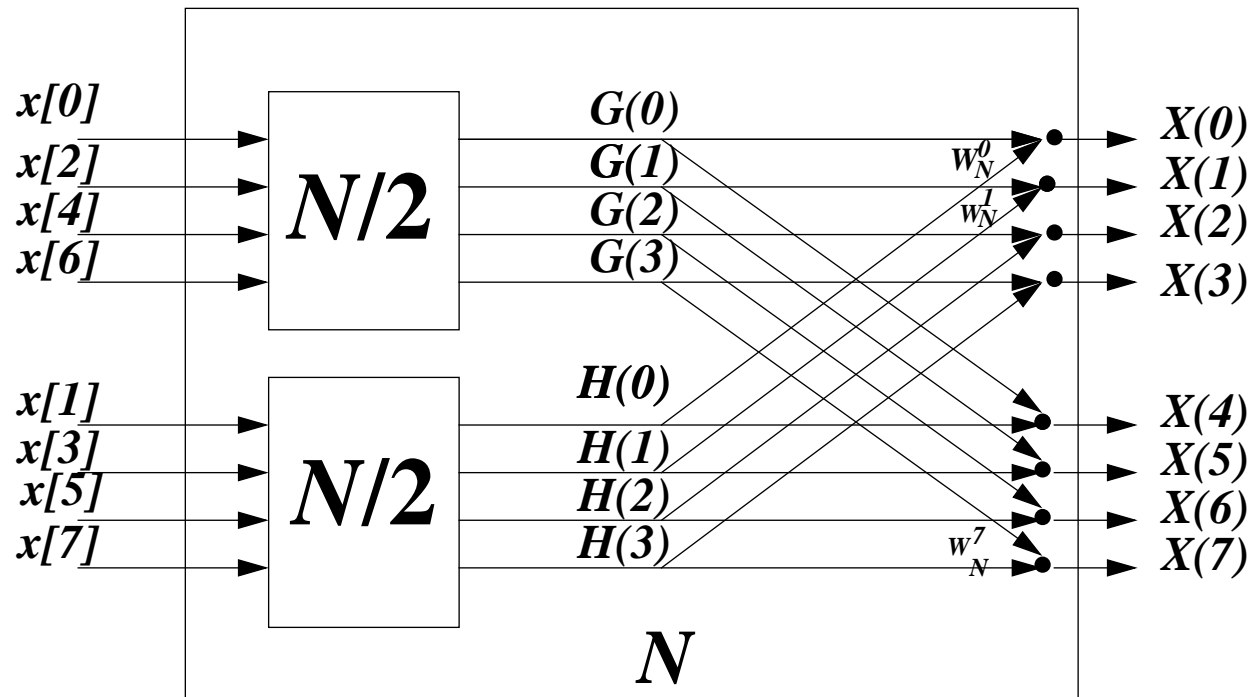 x[0] G(0) X(0)
W_N^0
x[2] G(1) X(1)
W_N^1
x[4] N/2 G(2) X(2)
x[6] G(3) X(3)
x[1] H(0) X(4)
x[3] H(1) X(5)
x[5] N/2 H(2) X(6)
x[7] H(3) W_N^7 X(7)
N